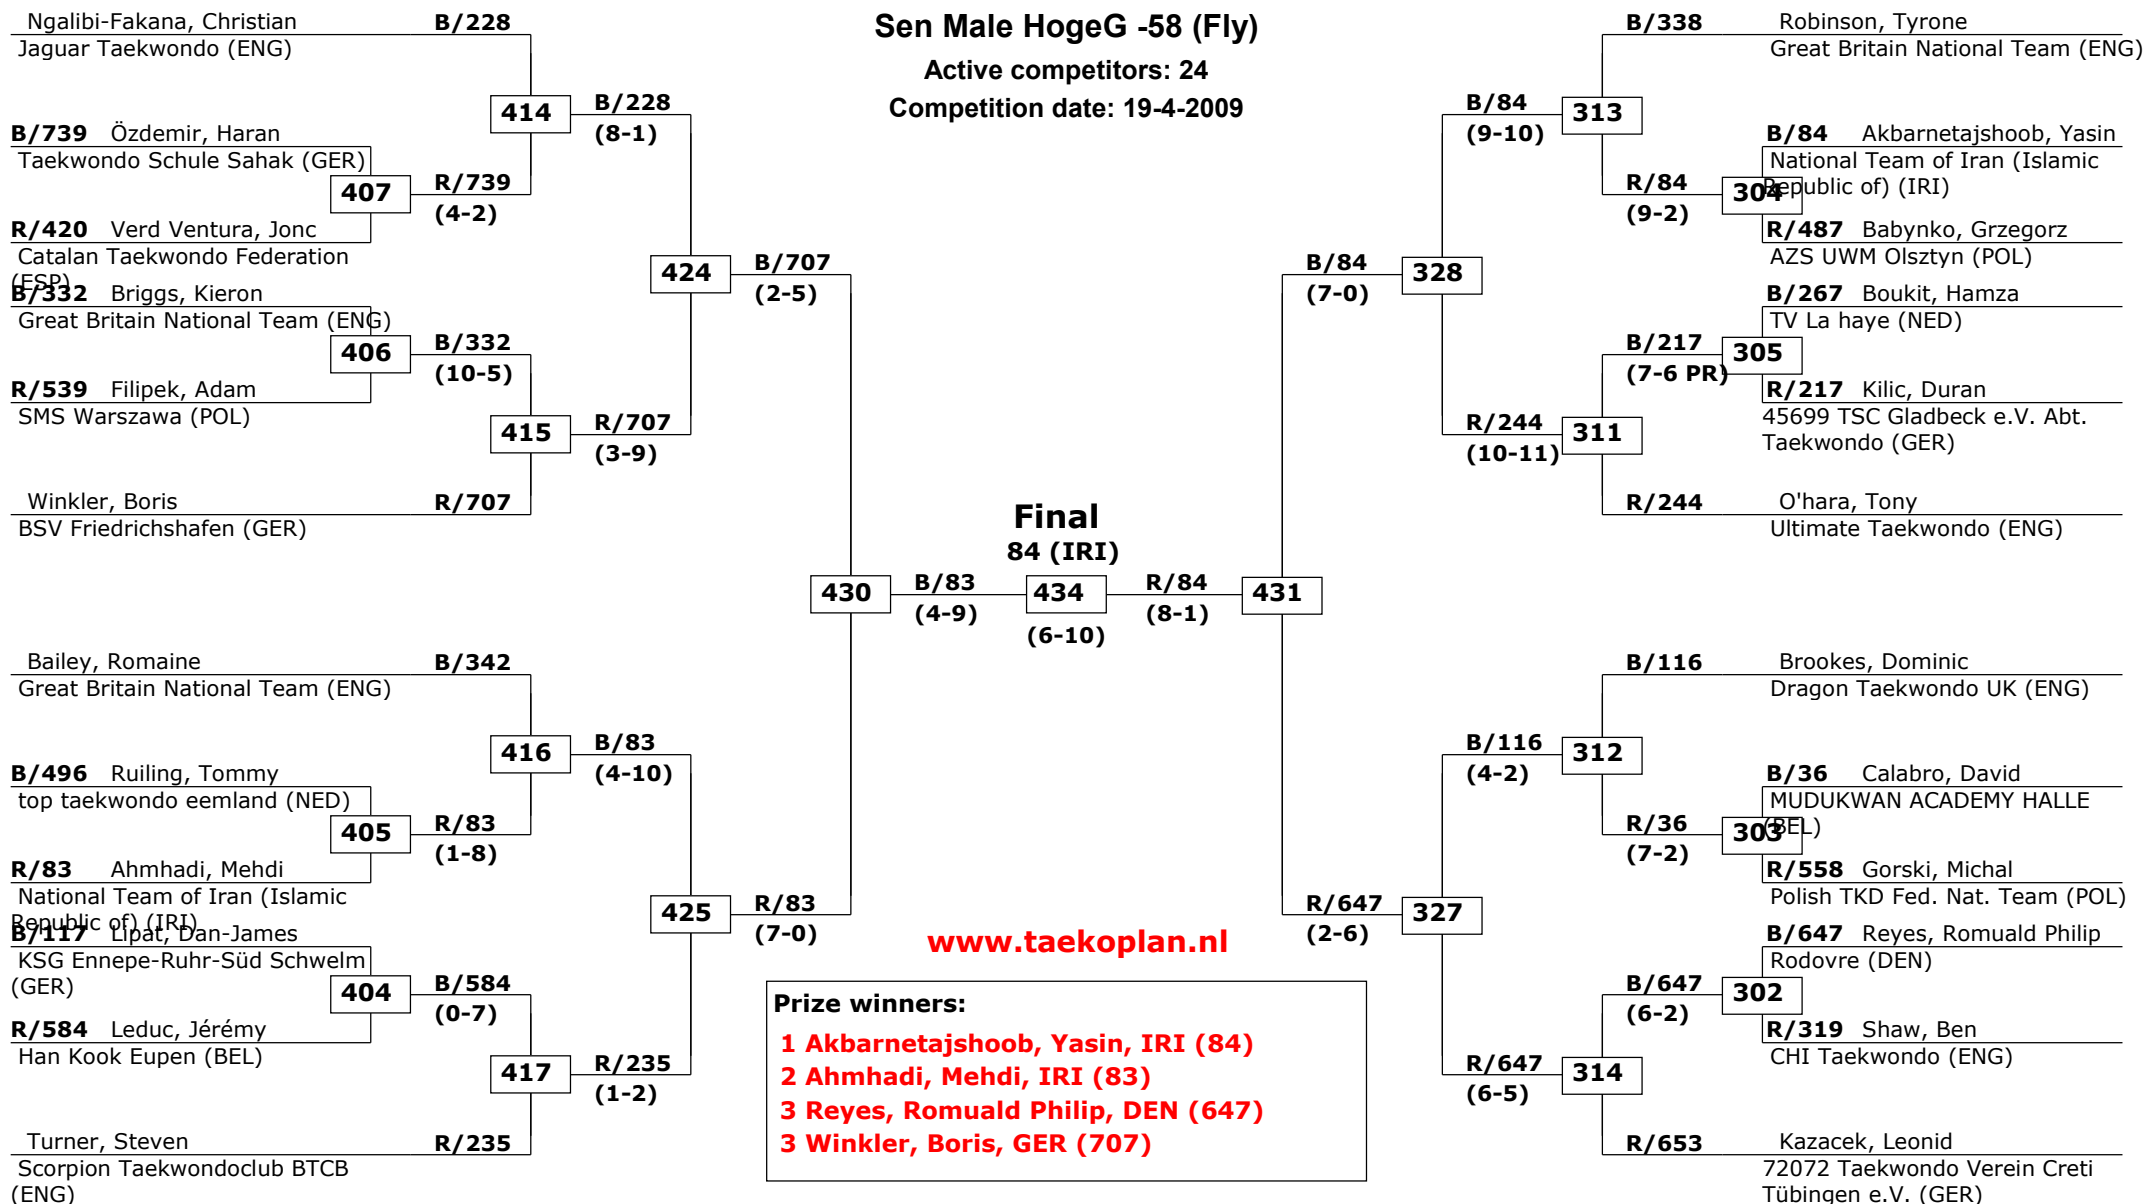 Sen Male HogeG -58 (Fly)
Active competitors: 24
Competition date: 19-4-2009
Ngalibi-Fakana, Christian
B/228
Jaguar Taekwondo (ENG)
414
B/228
(8-1)
B/739 Özdemir, Haran
Taekwondo Schule Sahak (GER)
407
R/739
(4-2)
R/420 Verd Ventura, Jonc
Catalan Taekwondo Federation
(ESP)
424
B/707
(2-5)
B/332 Briggs, Kieron
Great Britain National Team (ENG)
406
B/332
(10-5)
R/539 Filipek, Adam
SMS Warszawa (POL)
415
R/707
(3-9)
Winkler, Boris
R/707
BSV Friedrichshafen (GER)
430
B/83
(4-9)
Bailey, Romaine
B/342
Great Britain National Team (ENG)
416
B/83
(4-10)
B/496 Ruiling, Tommy
top taekwondo eemland (NED)
405
R/83
(1-8)
R/83 Ahmhadi, Mehdi
National Team of Iran (Islamic
Republic of) (IRI)
425
R/83
(7-0)
B/117 Lipat, Dan-James
KSG Ennepe-Ruhr-Süd Schwelm
(GER)
404
B/584
(0-7)
R/584 Leduc, Jérémy
Han Kook Eupen (BEL)
417
R/235
(1-2)
Turner, Steven
R/235
Scorpion Taekwondoclub BTCB
(ENG)
Final
84 (IRI)
434
(6-10)
R/84
(8-1)
431
B/338
Robinson, Tyrone
Great Britain National Team (ENG)
B/84
(9-10)
313
B/84 Akbarnetajshoob, Yasin
National Team of Iran (Islamic
Republic of) (IRI)
R/84
(9-2)
304
R/487 Babynko, Grzegorz
AZS UWM Olsztyn (POL)
B/84
(7-0)
328
B/267 Boukit, Hamza
TV La haye (NED)
B/217
(7-6 PR)
305
R/217 Kilic, Duran
45699 TSC Gladbeck e.V. Abt.
Taekwondo (GER)
R/244
(10-11)
311
R/244
O'hara, Tony
Ultimate Taekwondo (ENG)
B/116
Brookes, Dominic
Dragon Taekwondo UK (ENG)
B/116
(4-2)
312
B/36 Calabro, David
MUDUKWAN ACADEMY HALLE
(BEL)
R/36
(7-2)
303
R/558 Gorski, Michal
Polish TKD Fed. Nat. Team (POL)
R/647
(2-6)
327
B/647 Reyes, Romuald Philip
Rodovre (DEN)
B/647
(6-2)
302
R/319 Shaw, Ben
CHI Taekwondo (ENG)
R/647
(6-5)
314
R/653
Kazacek, Leonid
72072 Taekwondo Verein Creti
Tübingen e.V. (GER)
www.taekoplan.nl
Prize winners:
1 Akbarnetajshoob, Yasin, IRI (84)
2 Ahmhadi, Mehdi, IRI (83)
3 Reyes, Romuald Philip, DEN (647)
3 Winkler, Boris, GER (707)